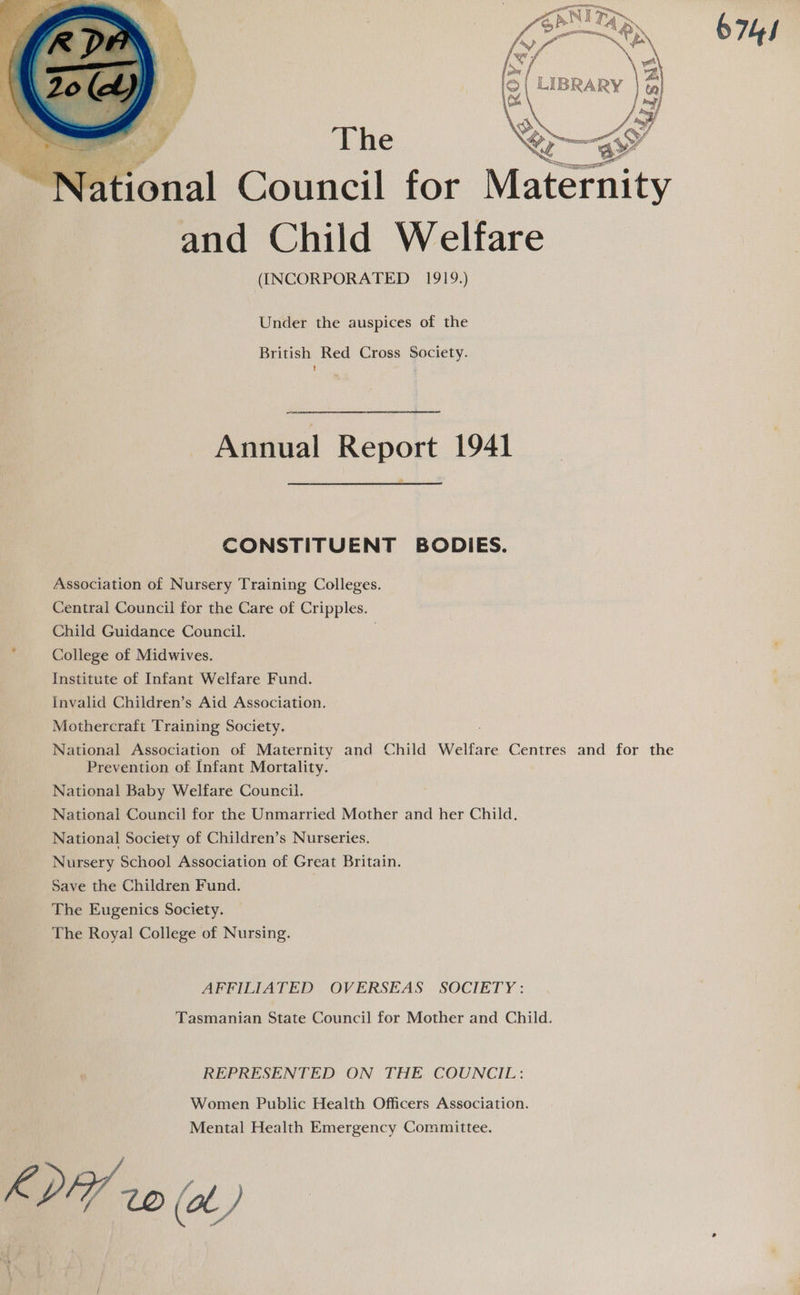 RDA
20 (d)
ROYAL SANITARY INSTITUTE
LIBRARY
6741
The
National Council for Maternity
and Child Welfare
(INCORPORATED 1919.)
Under the auspices of the
British Red Cross Society.
Annual Report 1941
CONSTITUENT BODIES.
Association of Nursery Training Colleges.
Central Council for the Care of Cripples.
Child Guidance Council.
College of Midwives.
Institute of Infant Welfare Fund.
Invalid Children's Aid Association.
Mothercraft Training Society.
National Association of Maternity and Child Welfare Centres and for the
Prevention of Infant Mortality.
National Baby Welfare Council.
National Council for the Unmarried Mother and her Child.
National Society of Children's Nurseries.
Nursery School Association of Great Britain.
Save the Children Fund.
The Eugenics Society.
The Royal College of Nursing.
AFFILIATED OVERSEAS SOCIETY:
Tasmanian State Council for Mother and Child.
REPRESENTED ON THE COUNCIL:
Women Public Health Officers Association.
Mental Health Emergency Committee.
RDA/ 20 (d)